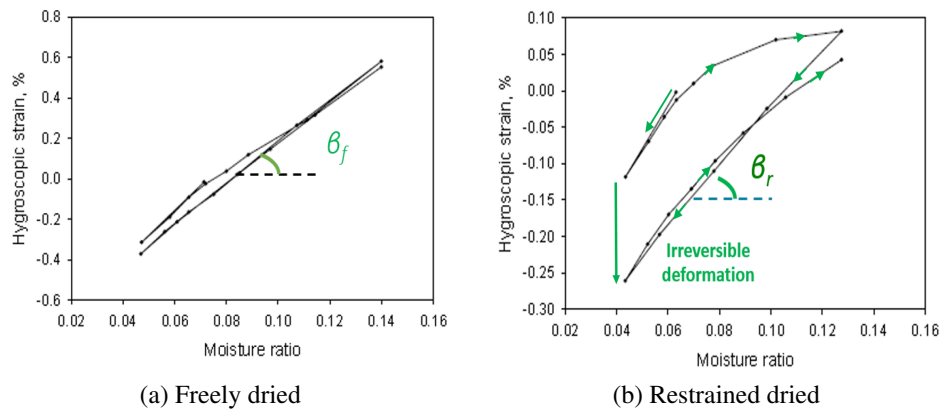 0.8
0.6
0.4
0.2
0.0
-0.2
-0.4
-0.6
Hygroscopic strain, %
βf
0.02 0.04 0.06 0.08 0.10 0.12 0.14 0.16
Moisture ratio
(a) Freely dried
0.10
0.05
0.00
-0.05
-0.10
-0.15
-0.20
-0.25
-0.30
Hygroscopic strain, %
βr
Irreversible
deformation
0.02 0.04 0.06 0.08 0.10 0.12 0.14 0.16
Moisture ratio
(b) Restrained dried